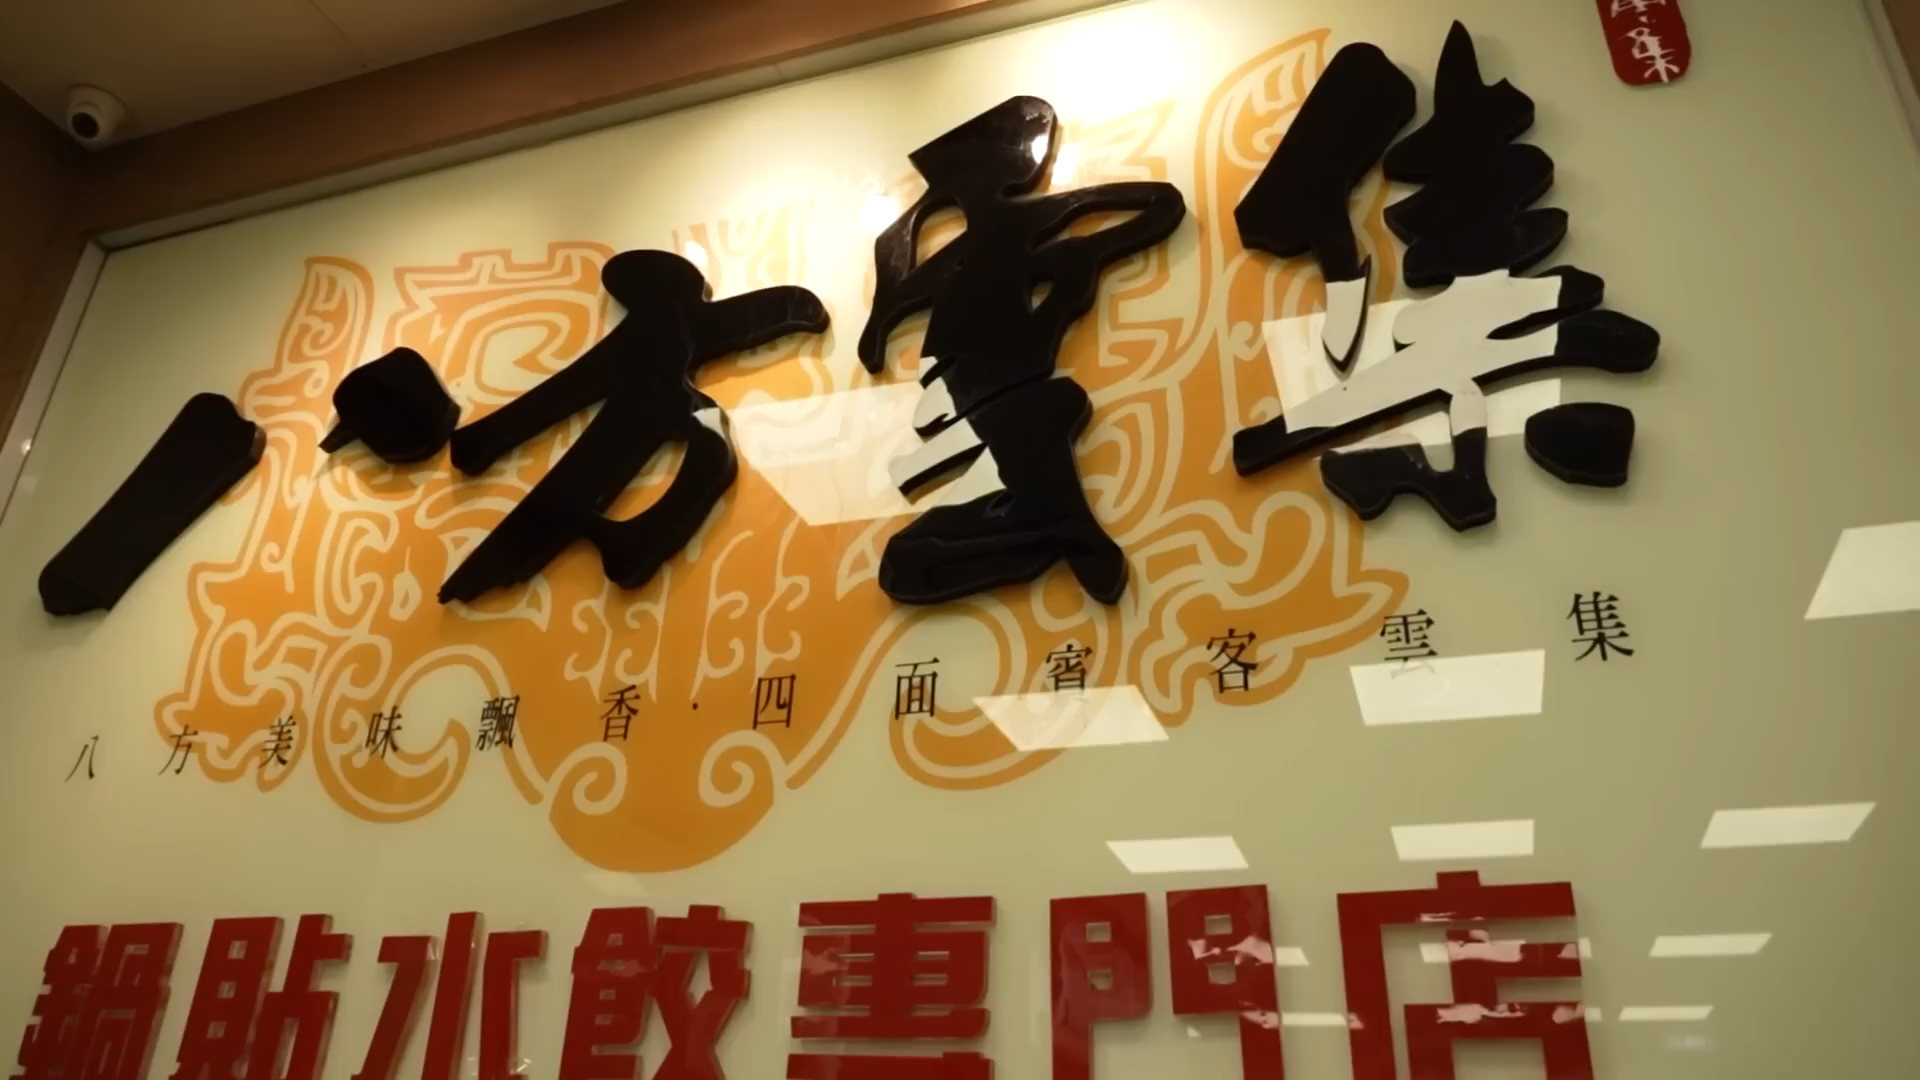 八方雲集
八方美味飄香·四面賓客雲集
鍋貼水餃專門店